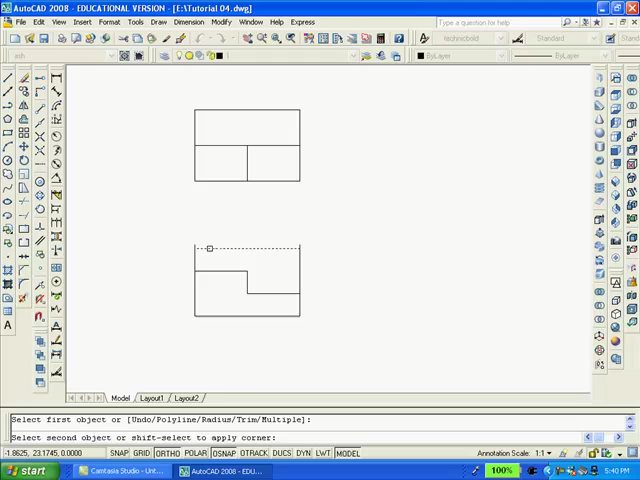 AutoCAD 2008 - EDUCATIONAL VERSION - [E:\Tutorial 04.dwg]
File Edit View Insert Format Tools Draw Dimension Modify Window Help Express
Type a question for help
technicbold Standard
ash ByLayer ByLayer
Model Layout1 Layout2
Select first object or [Undo/Polyline/Radius/Trim/Multiple]:
Select second object or shift-select to apply corner:
-1.8625, 23.1745, 0.0000 SNAP GRID ORTHO POLAR OSNAP OTRACK DUCS DYN LWT MODEL Annotation Scale: 1:1
start Camtasia Studio - Unt... AutoCAD 2008 - EDU... 100% 5:40 PM